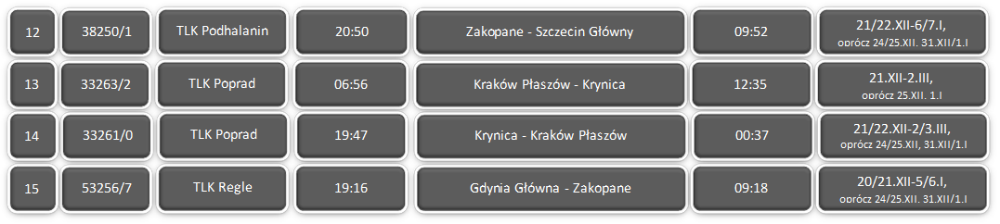 12 38250/1 TLK Podhalanin 20:50 Zakopane - Szczecin Główny 09:52 21/22.XII-6/7.I,
oprócz 24/25.XII. 31.XII/1.I
13 33263/2 TLK Poprad 06:56 Kraków Płaszów - Krynica 12:35 21.XII-2.III,
oprócz 25.XII. 1.I
14 33261/0 TLK Poprad 19:47 Krynica - Kraków Płaszów 00:37 21/22.XII-2/3.III,
oprócz 24/25.XII, 31.XII/1.I
15 53256/7 TLK Regle 19:16 Gdynia Główna - Zakopane 09:18 20/21.XII-5/6.I,
oprócz 24/25.XII. 31.XII/1.I